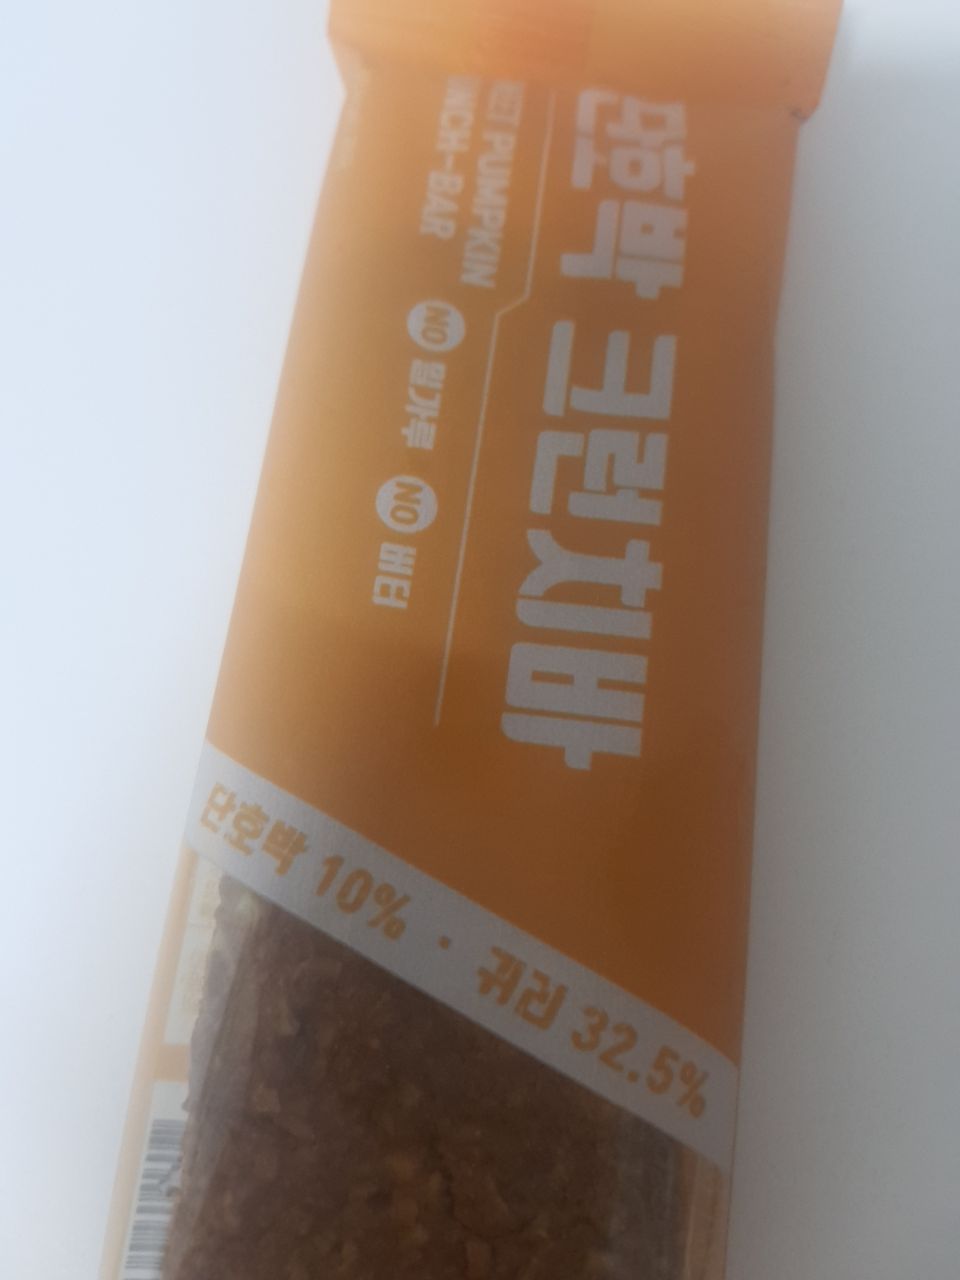 단호박 크런치바
PUMPKIN
NCH-BAR
NO 밀가루 NO 버터
단호박 10% · 귀리 32.5%